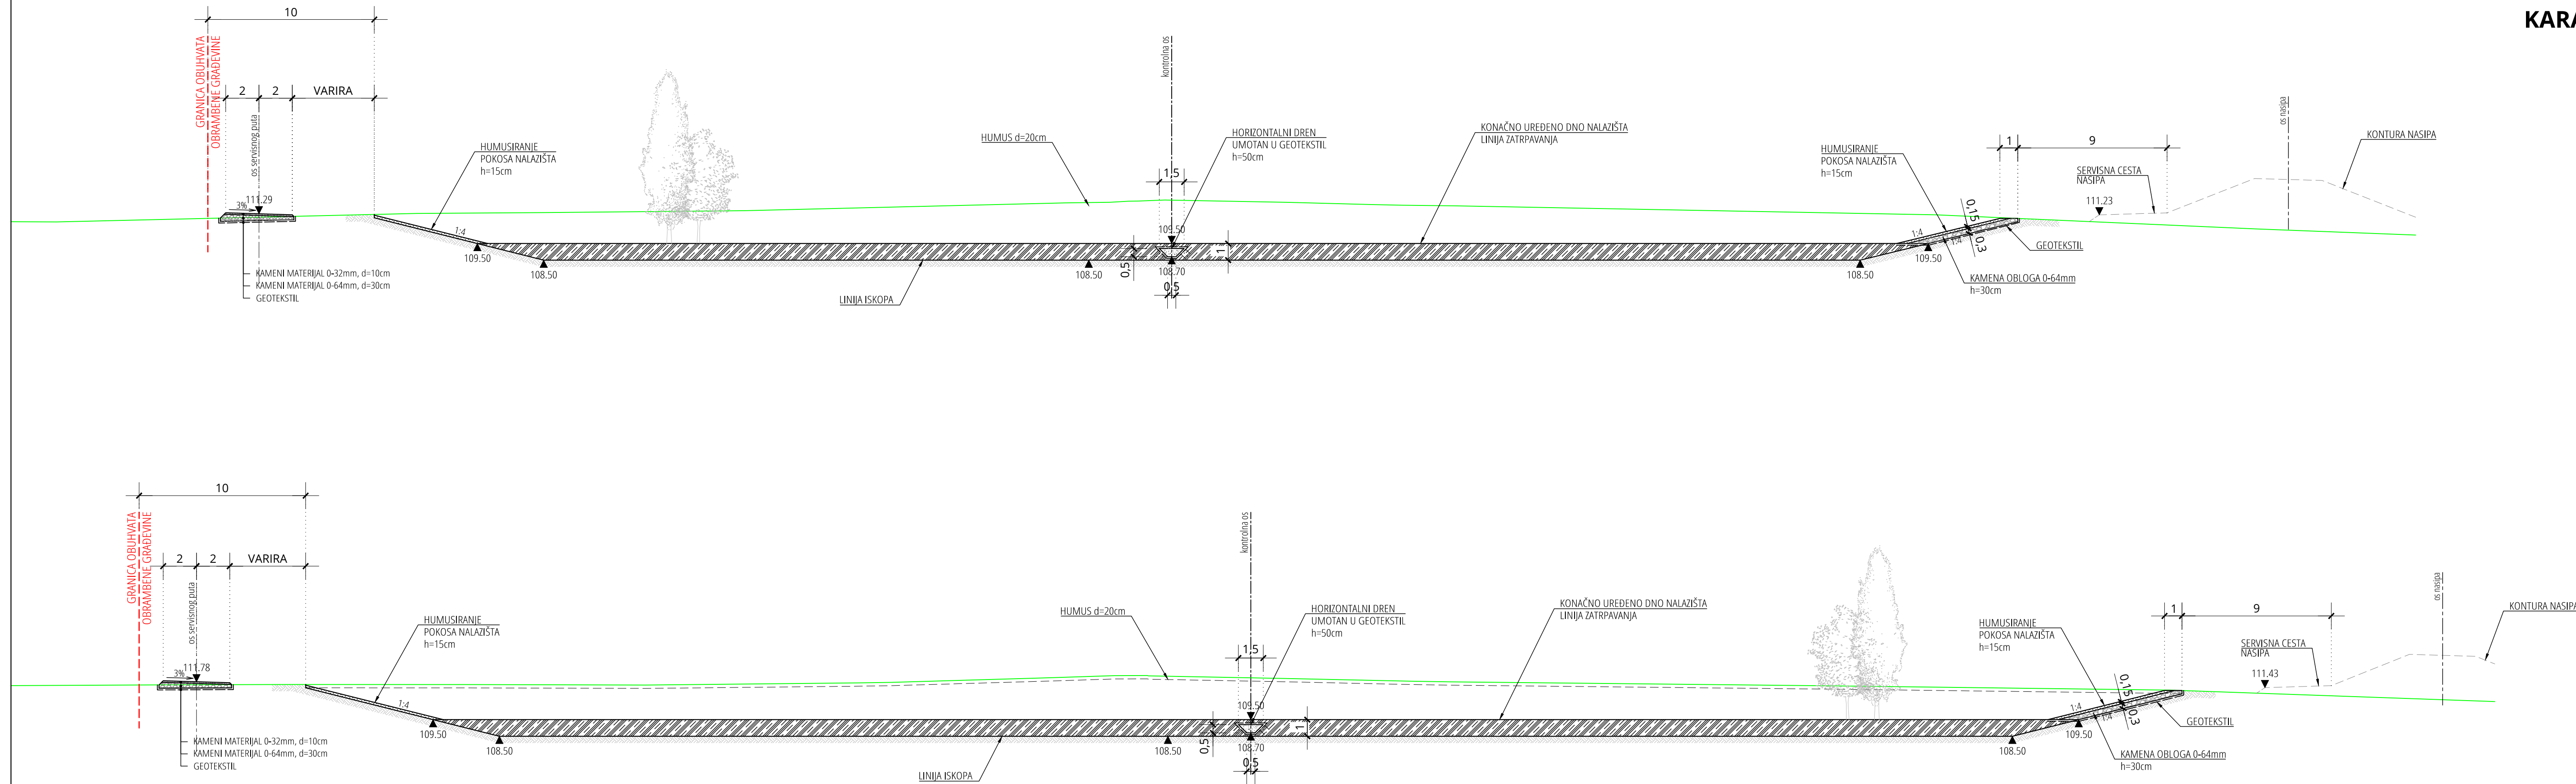 KARA
10
GRANICA OBUHVATA
OBRAMBENE GRAĐEVINE
2
2
VARIRA
os servisnog puta
3%
111.29
KAMENI MATERIJAL 0-32mm, d=10cm
KAMENI MATERIJAL 0-64mm, d=30cm
GEOTEKSTIL
HUMUSIRANJE
POKOSA NALAZIŠTA
h=15cm
1:4
109.50
108.50
LINIJA ISKOPA
HUMUS d=20cm
kontrolna os
HORIZONTALNI DREN
UMOTAN U GEOTEKSTIL
h=50cm
1,5
109.50
1
0,5
108.50
108.70
0,5
KONAČNO UREĐENO DNO NALAZIŠTA
LINIJA ZATRPAVANJA
HUMUSIRANJE
POKOSA NALAZIŠTA
h=15cm
1
9
0,15
0,3
1:4
1:4
108.50
109.50
GEOTEKSTIL
KAMENA OBLOGA 0-64mm
h=30cm
SERVISNA CESTA
NASIPA
111.23
os nasipa
KONTURA NASIPA
10
GRANICA OBUHVATA
OBRAMBENE GRAĐEVINE
2
2
VARIRA
os servisnog puta
3%
111.78
KAMENI MATERIJAL 0-32mm, d=10cm
KAMENI MATERIJAL 0-64mm, d=30cm
GEOTEKSTIL
HUMUSIRANJE
POKOSA NALAZIŠTA
h=15cm
1:4
109.50
108.50
LINIJA ISKOPA
HUMUS d=20cm
kontrolna os
HORIZONTALNI DREN
UMOTAN U GEOTEKSTIL
h=50cm
1,5
109.50
1
0,5
108.50
108.70
0,5
KONAČNO UREĐENO DNO NALAZIŠTA
LINIJA ZATRPAVANJA
HUMUSIRANJE
POKOSA NALAZIŠTA
h=15cm
1
9
0,15
0,3
1:4
1:4
108.50
109.50
GEOTEKSTIL
KAMENA OBLOGA 0-64mm
h=30cm
SERVISNA CESTA
NASIPA
111.43
os nasipa
KONTURA NASIPA